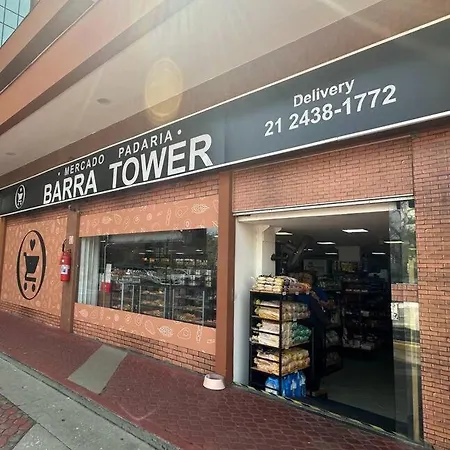 • MERCADO PADARIA •
BARRA TOWER
Delivery
21 2438-1772